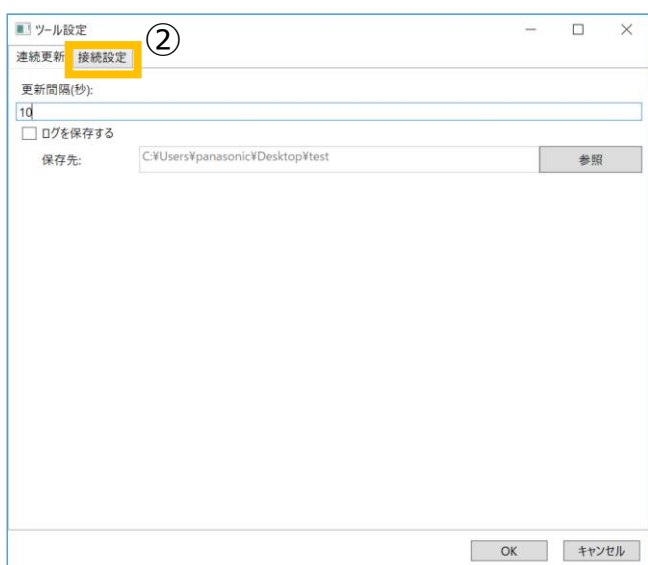 ツール設定
②
連続更新 接続設定
更新間隔(秒):
10
ログを保存する
保存先: C:¥Users¥panasonic¥Desktop¥test 参照
OK キャンセル